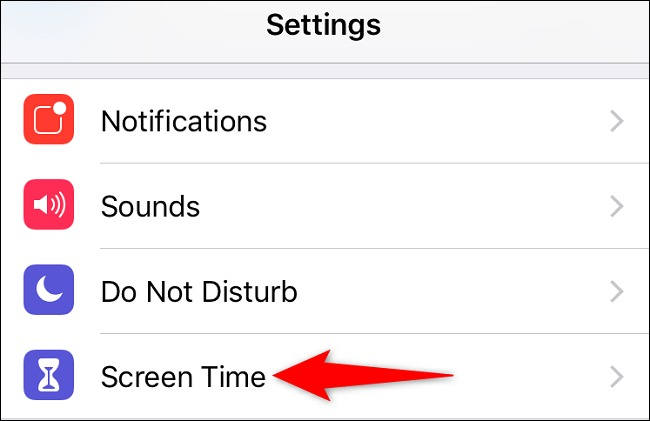 Settings
Notifications
Sounds
Do Not Disturb
Screen Time